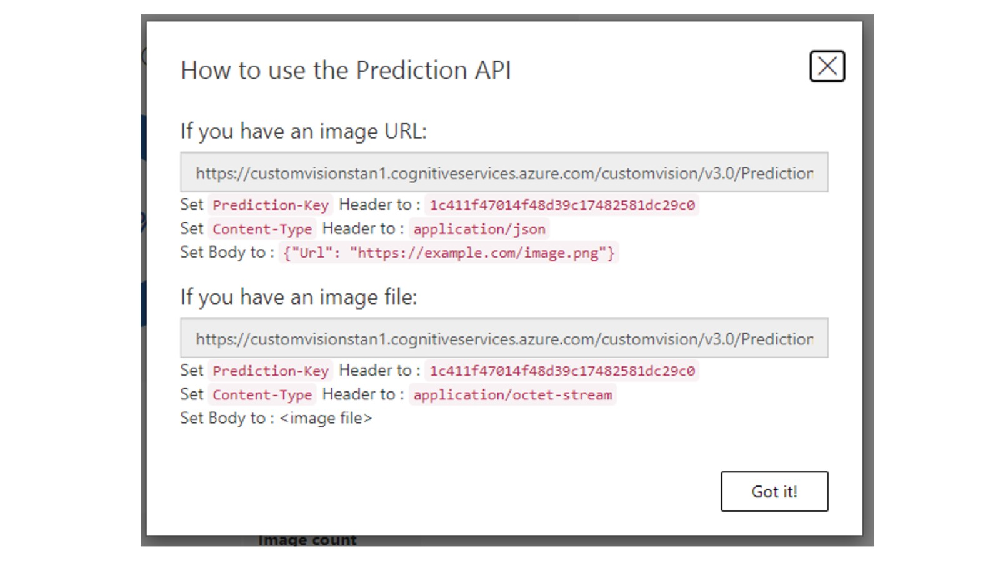 How to use the Prediction API
If you have an image URL:
https://customvisionstan1.cognitiveservices.azure.com/customvision/v3.0/Prediction
Set Prediction-Key Header to : 1c411f47014f48d39c17482581dc29c0
Set Content-Type Header to : application/json
Set Body to : {"Url": "https://example.com/image.png"}
If you have an image file:
https://customvisionstan1.cognitiveservices.azure.com/customvision/v3.0/Prediction
Set Prediction-Key Header to : 1c411f47014f48d39c17482581dc29c0
Set Content-Type Header to : application/octet-stream
Set Body to : <image file>
Got it!
Image count